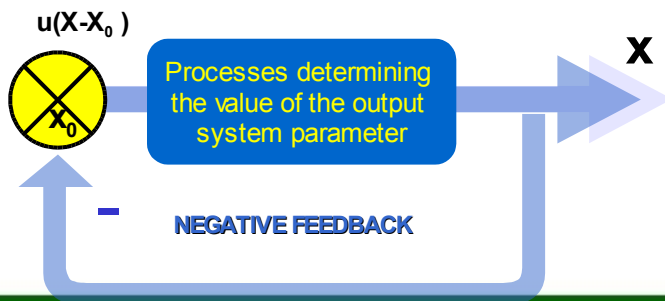 u(X-X₀ )
X
Processes determining
the value of the output
system parameter
X₀
–
NEGATIVE FEEDBACK